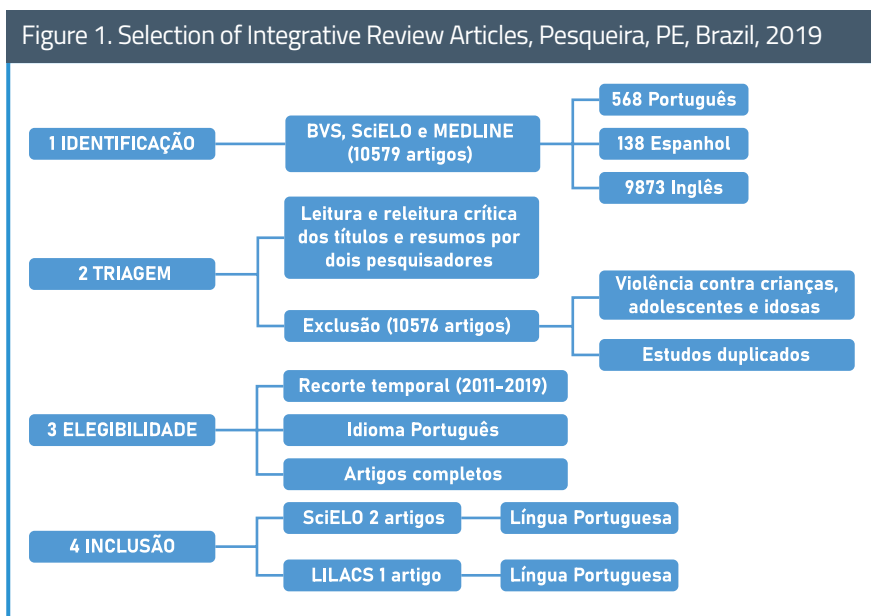 Figure 1. Selection of Integrative Review Articles, Pesqueira, PE, Brazil, 2019
1 IDENTIFICAÇÃO
BVS, SciELO e MEDLINE
(10579 artigos)
568 Português
138 Espanhol
9873 Inglês
2 TRIAGEM
Leitura e releitura crítica
dos títulos e resumos por
dois pesquisadores
Exclusão (10576 artigos)
Violência contra crianças,
adolescentes e idosas
Estudos duplicados
3 ELEGIBILIDADE
Recorte temporal (2011-2019)
Idioma Português
Artigos completos
4 INCLUSÃO
SciELO 2 artigos
Língua Portuguesa
LILACS 1 artigo
Língua Portuguesa